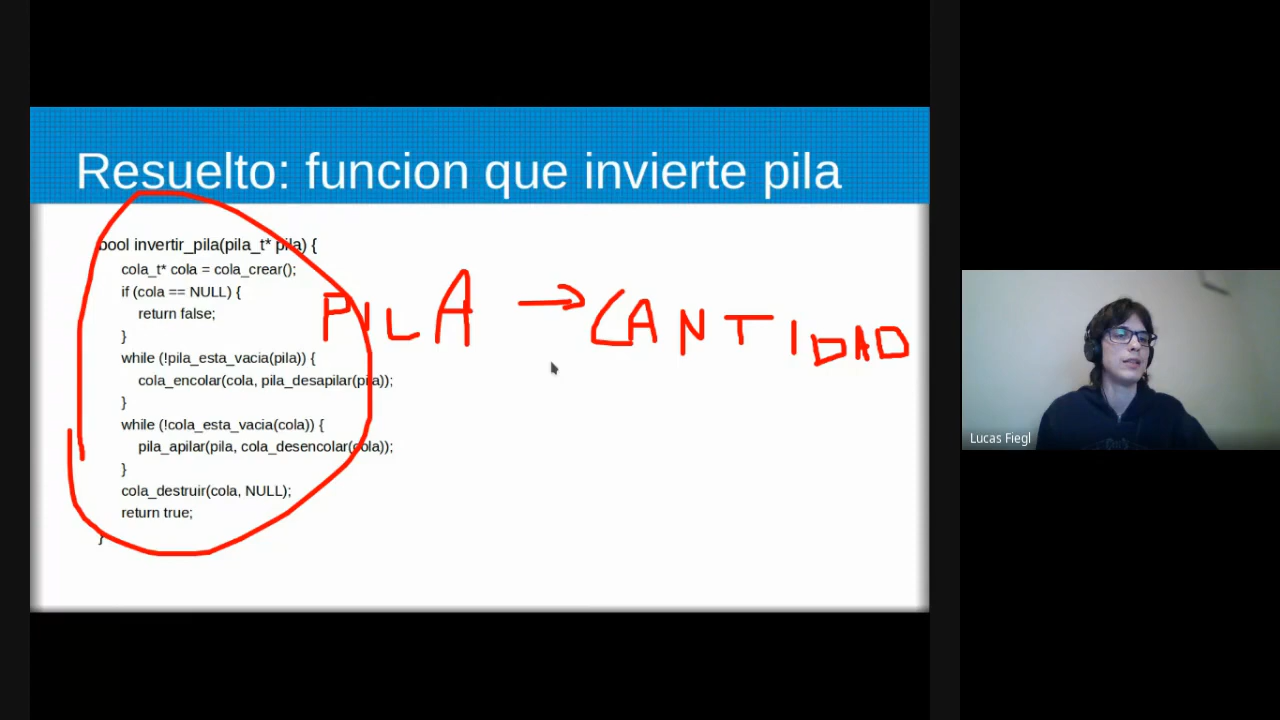 Resuelto: funcion que invierte pila
bool invertir_pila(pila_t* pila) {
cola_t* cola = cola_crear();
if (cola == NULL) {
return false;
}
while (!pila_esta_vacia(pila)) {
cola_encolar(cola, pila_desapilar(pila));
}
while (!cola_esta_vacia(cola)) {
pila_apilar(pila, cola_desencolar(cola));
}
cola_destruir(cola, NULL);
return true;
}
PILA → CANTIDAD
Lucas Fiegl